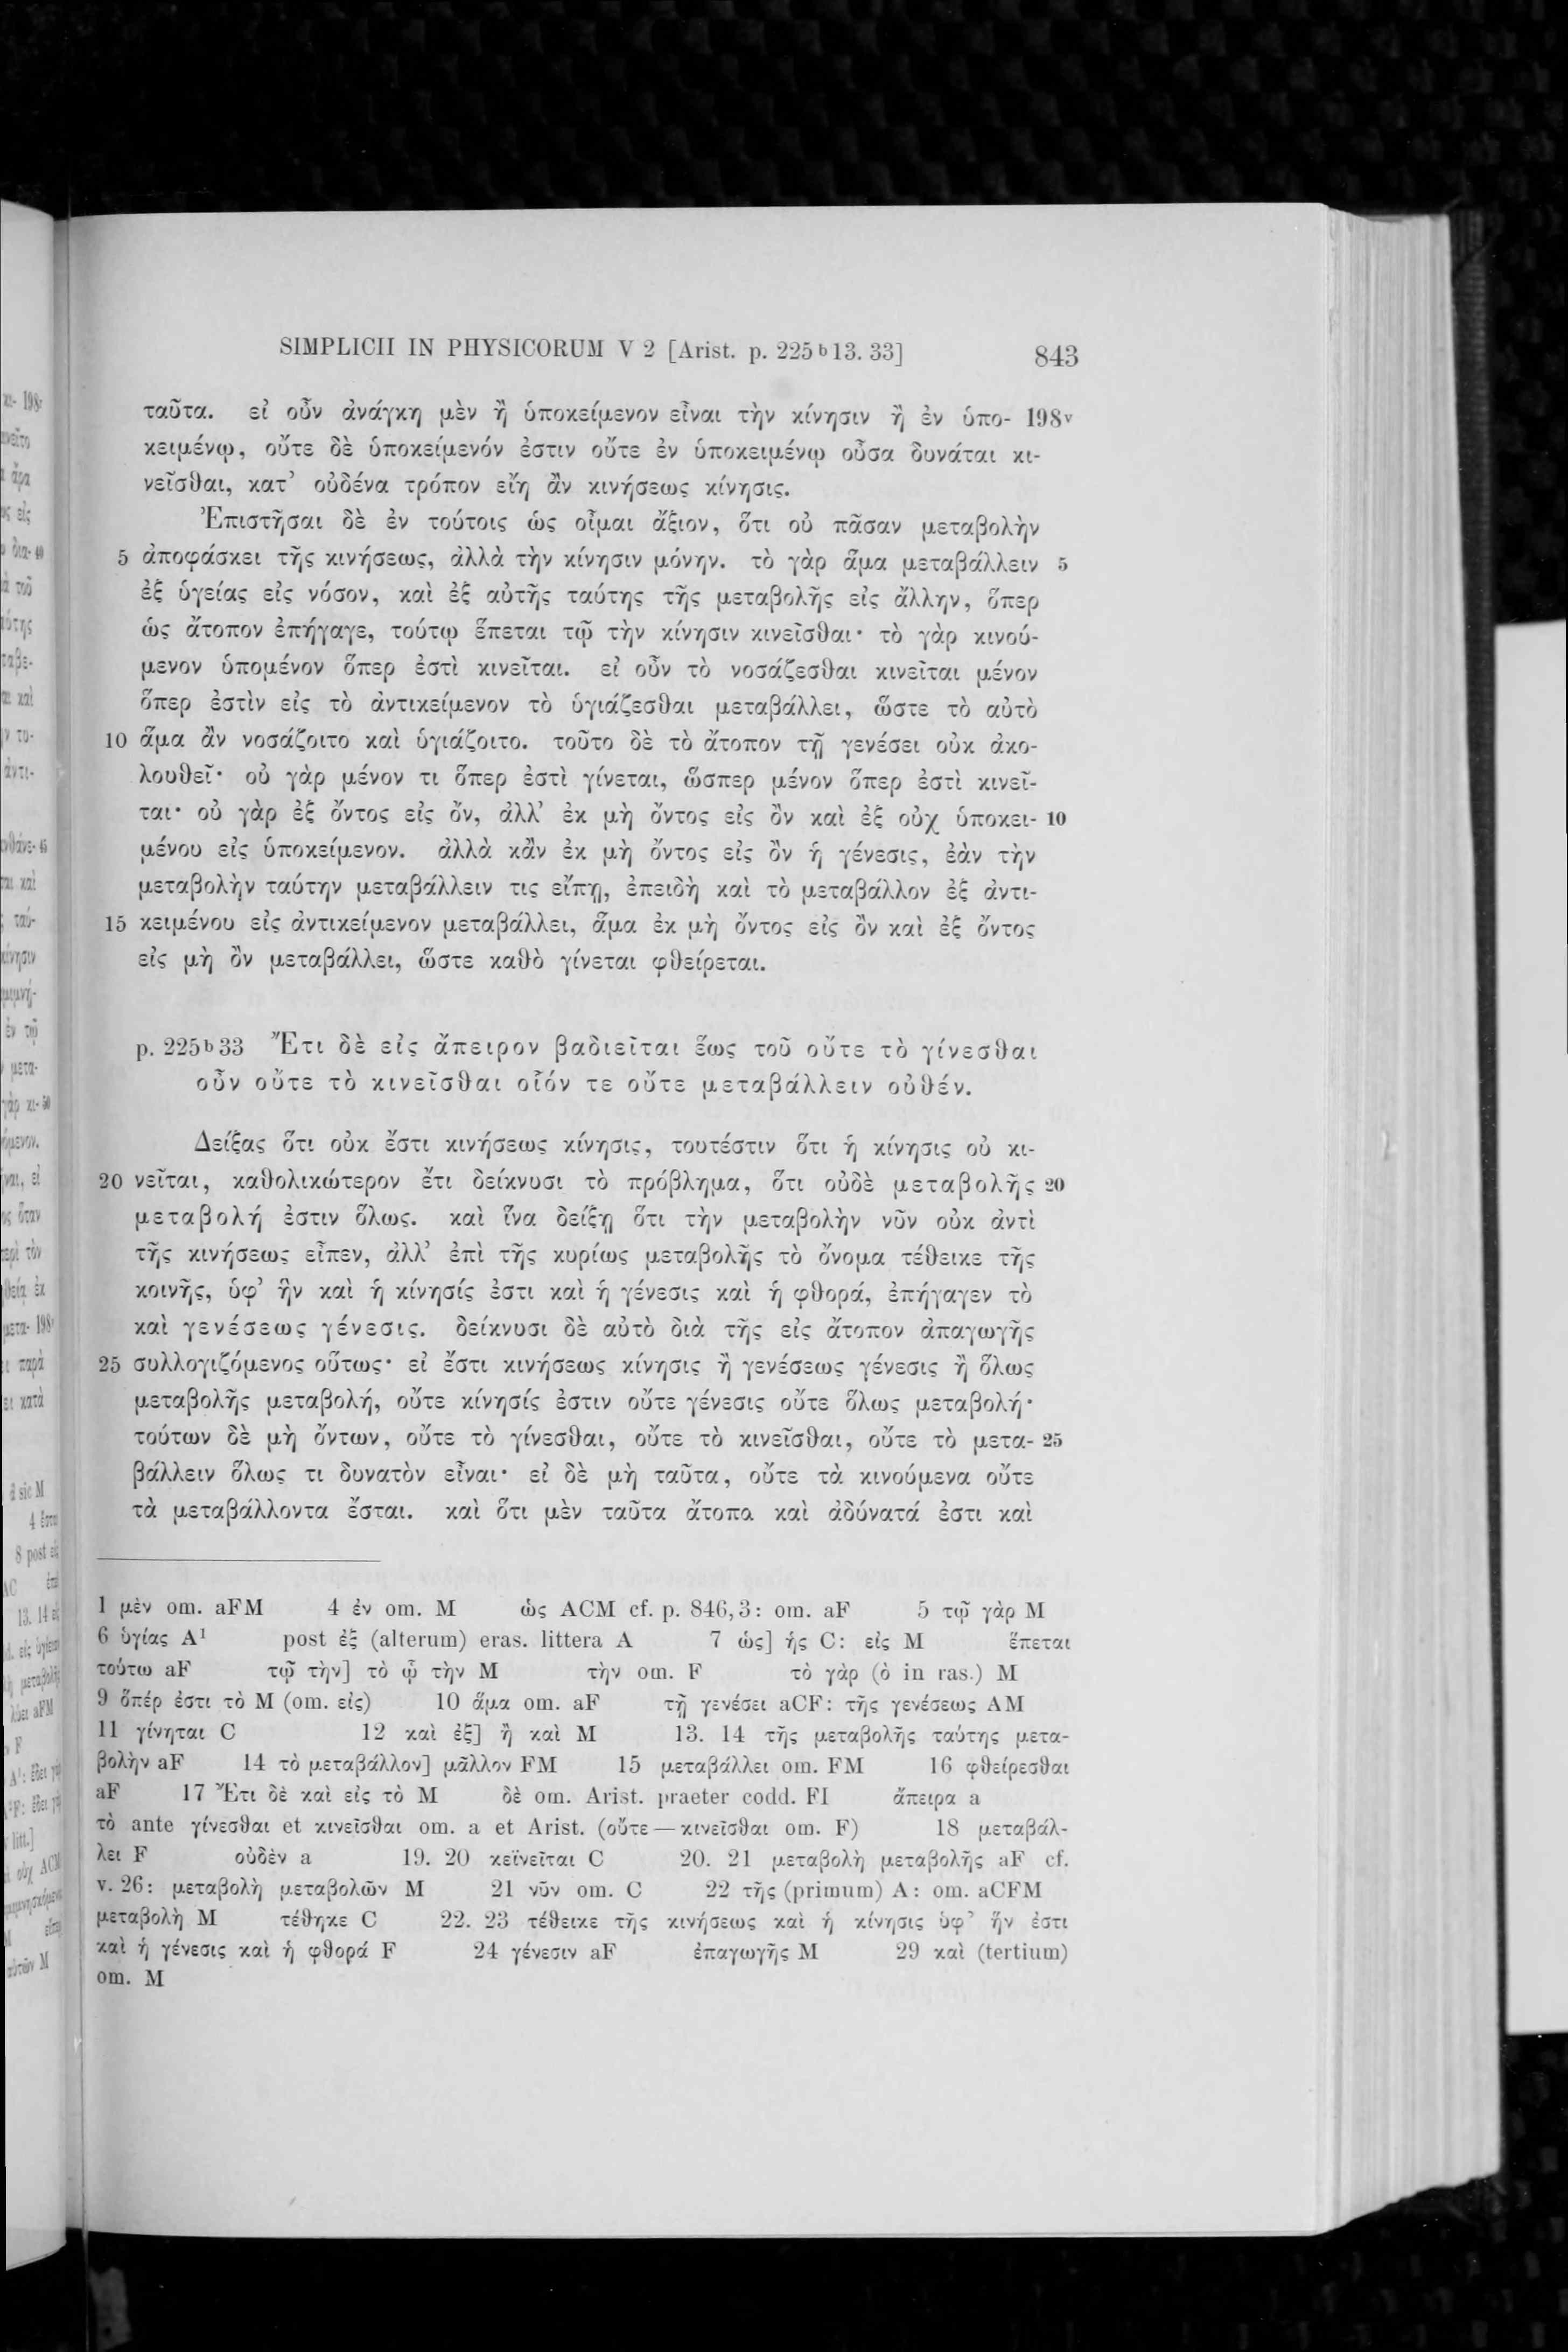 SIMPLICII IN PHYSICORUM V 2 [Arist. p. 225 b 13. 33] 843
ταῦτα. εἰ οὖν ἀνάγκη μὲν ἢ ὑποκείμενον εἶναι τὴν κίνησιν ἢ ἐν ὑπο- 198v
κειμένῳ, οὔτε δὲ ὑποκείμενόν ἐστιν οὔτε ἐν ὑποκειμένῳ οὖσα δυνάται κι-
νεῖσθαι, κατ' οὐδένα τρόπον εἴη ἂν κινήσεως κίνησις.
Ἐπιστῆσαι δὲ ἐν τούτοις ὡς οἶμαι ἄξιον, ὅτι οὐ πᾶσαν μεταβολὴν
5 ἀποφάσκει τῆς κινήσεως, ἀλλὰ τὴν κίνησιν μόνην. τὸ γὰρ ἅμα μεταβάλλειν 5
ἐξ ὑγείας εἰς νόσον, καὶ ἐξ αὐτῆς ταύτης τῆς μεταβολῆς εἰς ἄλλην, ὅπερ
ὡς ἄτοπον ἐπήγαγε, τούτῳ ἕπεται τῷ τὴν κίνησιν κινεῖσθαι· τὸ γὰρ κινού-
μενον ὑπομένον ὅπερ ἐστὶ κινεῖται. εἰ οὖν τὸ νοσάζεσθαι κινεῖται μένον
ὅπερ ἐστὶν εἰς τὸ ἀντικείμενον τὸ ὑγιάζεσθαι μεταβάλλει, ὥστε τὸ αὐτὸ
10 ἅμα ἂν νοσάζοιτο καὶ ὑγιάζοιτο. τοῦτο δὲ τὸ ἄτοπον τῇ γενέσει οὐκ ἀκο-
λουθεῖ· οὐ γὰρ μένον τι ὅπερ ἐστὶ γίνεται, ὥσπερ μένον ὅπερ ἐστὶ κινεῖ-
ται· οὐ γὰρ ἐξ ὄντος εἰς ὄν, ἀλλ' ἐκ μὴ ὄντος εἰς ὂν καὶ ἐξ οὐχ ὑποκει- 10
μένου εἰς ὑποκείμενον. ἀλλὰ κἂν ἐκ μὴ ὄντος εἰς ὂν ἡ γένεσις, ἐὰν τὴν
μεταβολὴν ταύτην μεταβάλλειν τις εἴπῃ, ἐπειδὴ καὶ τὸ μεταβάλλον ἐξ ἀντι-
15 κειμένου εἰς ἀντικείμενον μεταβάλλει, ἅμα ἐκ μὴ ὄντος εἰς ὂν καὶ ἐξ ὄντος
εἰς μὴ ὂν μεταβάλλει, ὥστε καθὸ γίνεται φθείρεται.
p. 225 b 33 Ἔτι δὲ εἰς ἄπειρον βαδιεῖται ἕως τοῦ οὔτε τὸ γίνεσθαι
οὖν οὔτε τὸ κινεῖσθαι οἷόν τε οὔτε μεταβάλλειν οὐθέν.
Δείξας ὅτι οὐκ ἔστι κινήσεως κίνησις, τουτέστιν ὅτι ἡ κίνησις οὐ κι-
20 νεῖται, καθολικώτερον ἔτι δείκνυσι τὸ πρόβλημα, ὅτι οὐδὲ μεταβολῆς 20
μεταβολή ἐστιν ὅλως. καὶ ἵνα δείξῃ ὅτι τὴν μεταβολὴν νῦν οὐκ ἀντὶ
τῆς κινήσεως εἶπεν, ἀλλ' ἐπὶ τῆς κυρίως μεταβολῆς τὸ ὄνομα τέθεικε τῆς
κοινῆς, ὑφ' ἣν καὶ ἡ κίνησίς ἐστι καὶ ἡ γένεσις καὶ ἡ φθορά, ἐπήγαγεν τὸ
καὶ γενέσεως γένεσις. δείκνυσι δὲ αὐτὸ διὰ τῆς εἰς ἄτοπον ἀπαγωγῆς
25 συλλογιζόμενος οὕτως· εἰ ἔστι κινήσεως κίνησις ἢ γενέσεως γένεσις ἢ ὅλως
μεταβολῆς μεταβολή, οὔτε κίνησίς ἐστιν οὔτε γένεσις οὔτε ὅλως μεταβολή·
τούτων δὲ μὴ ὄντων, οὔτε τὸ γίνεσθαι, οὔτε τὸ κινεῖσθαι, οὔτε τὸ μετα- 25
βάλλειν ὅλως τι δυνατὸν εἶναι· εἰ δὲ μὴ ταῦτα, οὔτε τὰ κινούμενα οὔτε
τὰ μεταβάλλοντα ἔσται. καὶ ὅτι μὲν ταῦτα ἄτοπα καὶ ἀδύνατά ἐστι καὶ
1 μὲν om. aFM 4 ἐν om. M ὡς ACM cf. p. 846,3: om. aF 5 τῷ γὰρ M
6 ὑγίας A¹ post ἐξ (alterum) eras. littera A 7 ὡς] ἧς C: εἰς M ἕπεται
τούτω aF τῷ τὴν] τὸ ᾧ τὴν M τὴν om. F τὸ γὰρ (ὁ in ras.) M
9 ὅπέρ ἐστι τὸ M (om. εἰς) 10 ἅμα om. aF τῇ γενέσει aCF: τῆς γενέσεως AM
11 γίνηται C 12 καὶ ἐξ] ἢ καὶ M 13. 14 τῆς μεταβολῆς ταύτης μετα-
βολὴν aF 14 τὸ μεταβάλλον] μᾶλλον FM 15 μεταβάλλει om. FM 16 φθείρεσθαι
aF 17 Ἔτι δὲ καὶ εἰς τὸ M δὲ om. Arist. praeter codd. FI ἄπειρα a
τὸ ante γίνεσθαι et κινεῖσθαι om. a et Arist. (οὔτε—κινεῖσθαι om. F) 18 μεταβάλ-
λει F οὐδὲν a 19. 20 κεϊνεῖται C 20. 21 μεταβολὴ μεταβολῆς aF cf.
v. 26: μεταβολὴ μεταβολῶν M 21 νῦν om. C 22 τῆς (primum) A: om. aCFM
μεταβολὴ M τέθηκε C 22. 23 τέθεικε τῆς κινήσεως καὶ ἡ κίνησις ὑφ' ἥν ἐστι
καὶ ἡ γένεσις καὶ ἡ φθορά F 24 γένεσιν aF ἐπαγωγῆς M 29 καὶ (tertium)
om. M